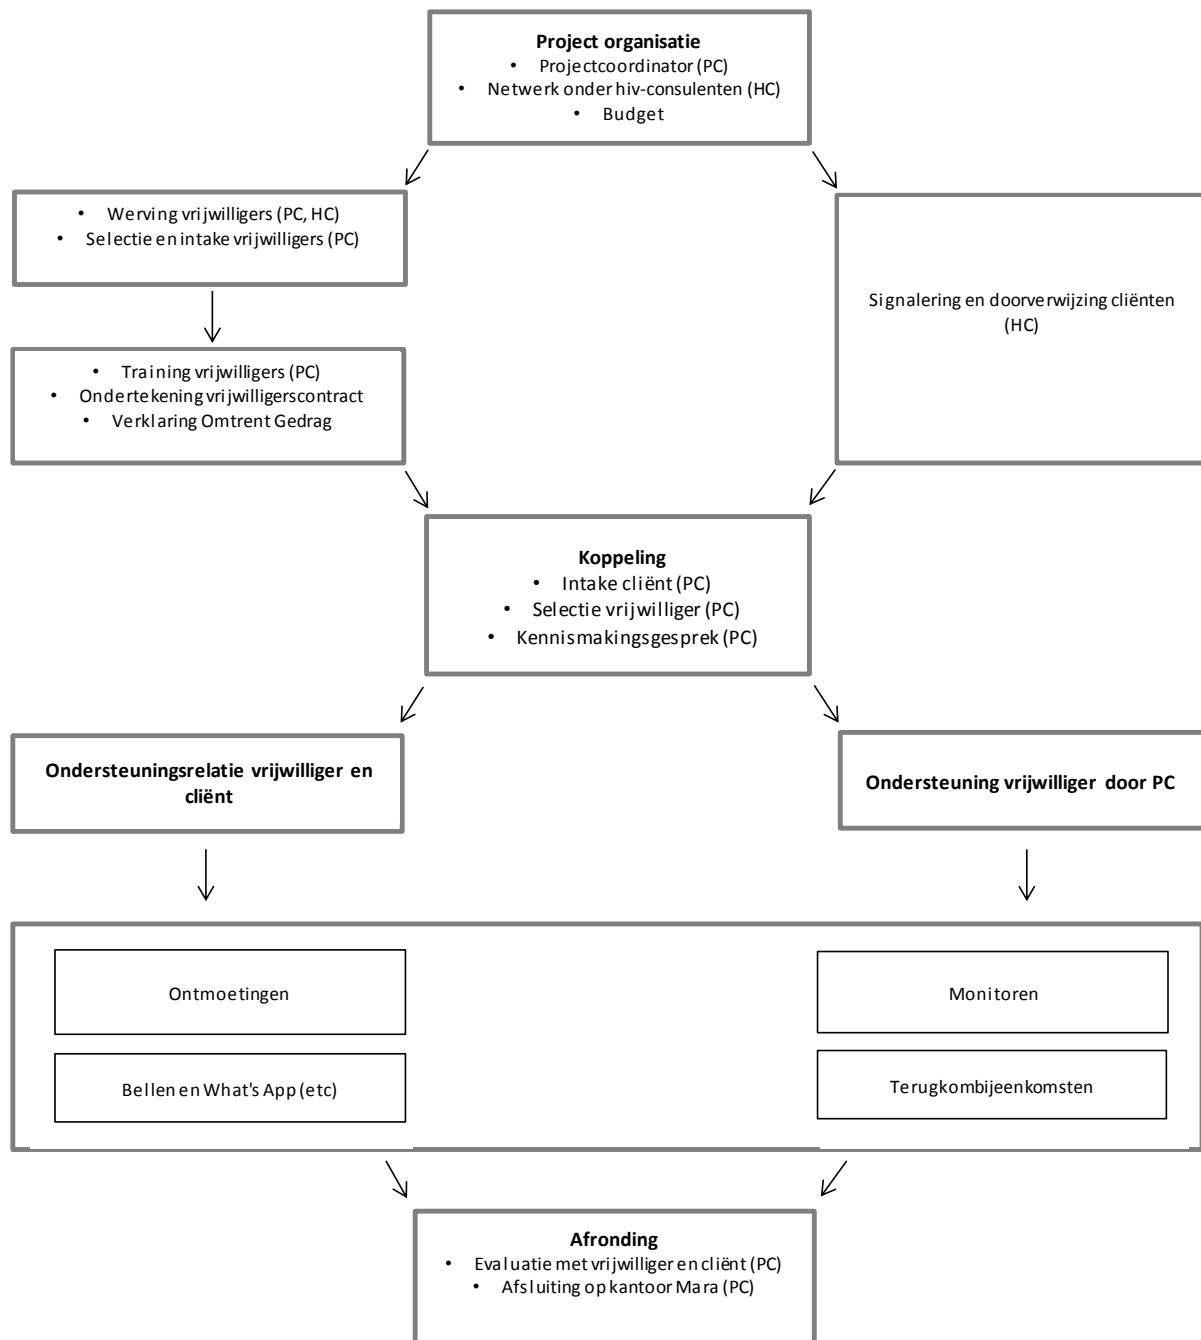 Project organisatie
• Projectcoordinator (PC)
• Netwerk onder hiv-consulenten (HC)
• Budget
• Werving vrijwilligers (PC, HC)
• Selectie en intake vrijwilligers (PC)
Signalering en doorverwijzing cliënten
(HC)
• Training vrijwilligers (PC)
• Ondertekening vrijwilligerscontract
• Verklaring Omtrent Gedrag
Koppeling
• Intake cliënt (PC)
• Selectie vrijwilliger (PC)
• Kennismakingsgesprek (PC)
Ondersteuningsrelatie vrijwilliger en
cliënt
Ondersteuning vrijwilliger door PC
Ontmoetingen
Monitoren
Bellen en What's App (etc)
Terugkombijeenkomsten
Afronding
• Evaluatie met vrijwilliger en cliënt (PC)
• Afsluiting op kantoor Mara (PC)